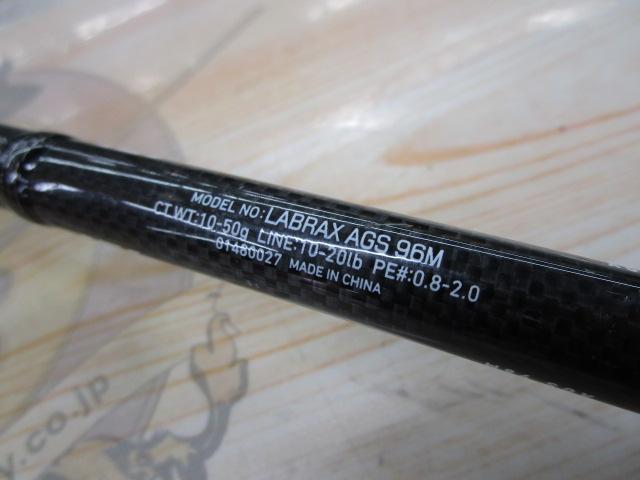 MODEL NO: LABRAX AGS 96M
CT.WT:10-50g LINE:10-20lb PE#:0.8-2.0
01480027 MADE IN CHINA
y.co.jp